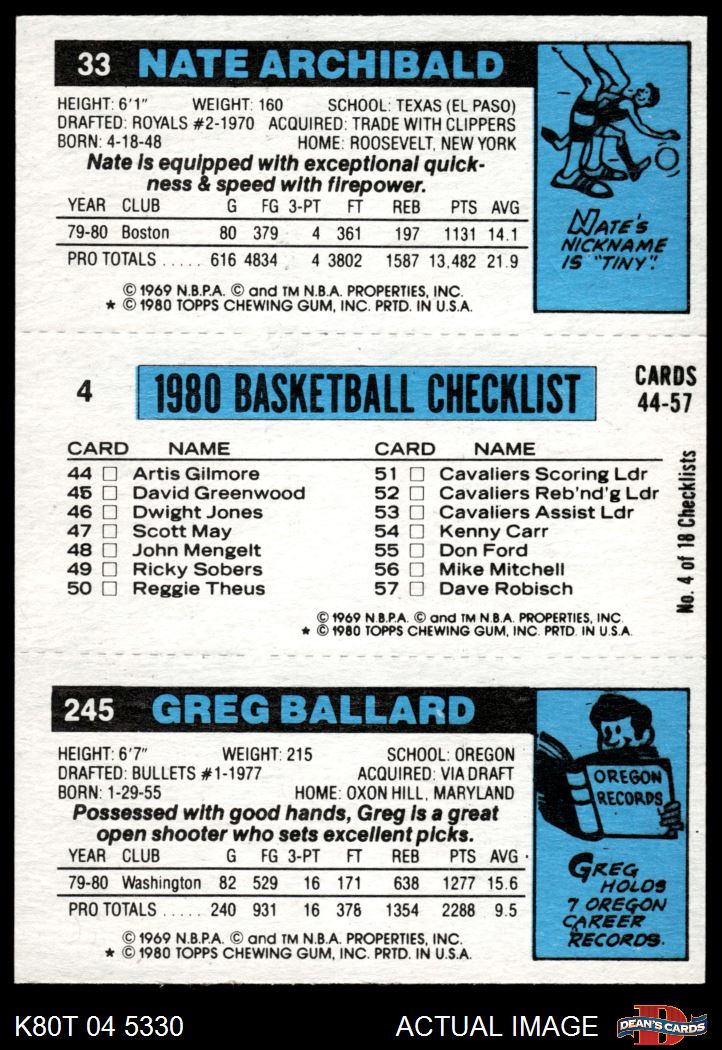 33 NATE ARCHIBALD
HEIGHT: 6'1" WEIGHT: 160 SCHOOL: TEXAS (EL PASO)
DRAFTED: ROYALS #2-1970 ACQUIRED: TRADE WITH CLIPPERS
BORN: 4-18-48 HOME: ROOSEVELT, NEW YORK
Nate is equipped with exceptional quick-
ness & speed with firepower.
YEAR CLUB G FG 3-PT FT REB PTS AVG
79-80 Boston 80 379 4 361 197 1131 14.1
PRO TOTALS ..... 616 4834 4 3802 1587 13,482 21.9
© 1969 N.B.P.A. © and TM N.B.A. PROPERTIES, INC.
★ © 1980 TOPPS CHEWING GUM, INC. PRTD. IN U.S.A.
NATE'S
NICKNAME
IS "TINY".
4 1980 BASKETBALL CHECKLIST CARDS
44-57
CARD NAME CARD NAME
44 □ Artis Gilmore 51 □ Cavaliers Scoring Ldr
45 □ David Greenwood 52 □ Cavaliers Reb'nd'g Ldr
46 □ Dwight Jones 53 □ Cavaliers Assist Ldr
47 □ Scott May 54 □ Kenny Carr
48 □ John Mengelt 55 □ Don Ford
49 □ Ricky Sobers 56 □ Mike Mitchell
50 □ Reggie Theus 57 □ Dave Robisch
No. 4 of 18 Checklists
© 1969 N.B.P.A. © and TM N.B.A. PROPERTIES, INC.
★ © 1980 TOPPS CHEWING GUM, INC. PRTD. IN U.S.A.
245 GREG BALLARD
HEIGHT: 6'7" WEIGHT: 215 SCHOOL: OREGON
DRAFTED: BULLETS #1-1977 ACQUIRED: VIA DRAFT
BORN: 1-29-55 HOME: OXON HILL, MARYLAND
Possessed with good hands, Greg is a great
open shooter who sets excellent picks.
YEAR CLUB G FG 3-PT FT REB PTS AVG
79-80 Washington 82 529 16 171 638 1277 15.6
PRO TOTALS ..... 240 931 16 378 1354 2288 9.5
© 1969 N.B.P.A. © and TM N.B.A. PROPERTIES, INC.
★ © 1980 TOPPS CHEWING GUM, INC. PRTD. IN U.S.A.
OREGON
RECORDS
GREG
HOLDS
7 OREGON
CAREER
RECORDS.
K80T 04 5330 ACTUAL IMAGE D DEAN'S CARDS